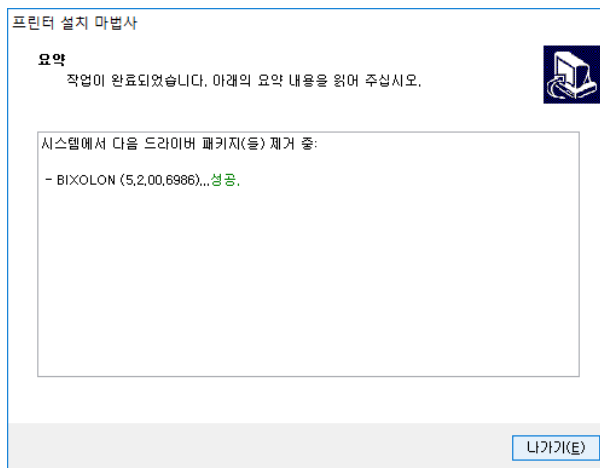 프린터 설치 마법사
요약
작업이 완료되었습니다. 아래의 요약 내용을 읽어 주십시오.
시스템에서 다음 드라이버 패키지(들) 제거 중:
- BIXOLON (5.2.00.6986)...성공.
나가기(E)